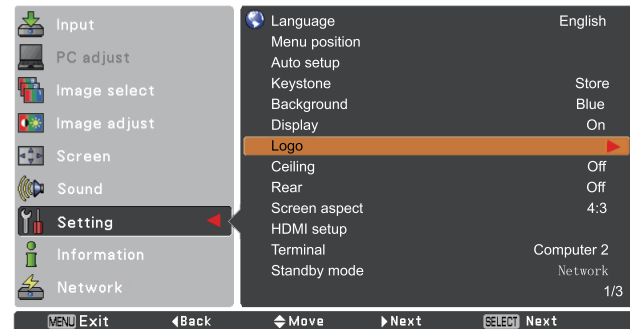 Input
PC adjust
Image select
Image adjust
Screen
Sound
Setting
Information
Network
Language English
Menu position
Auto setup
Keystone Store
Background Blue
Display On
Logo
Ceiling Off
Rear Off
Screen aspect 4:3
HDMI setup
Terminal Computer 2
Standby mode Network
1/3
MENU Exit Back Move Next SELECT Next